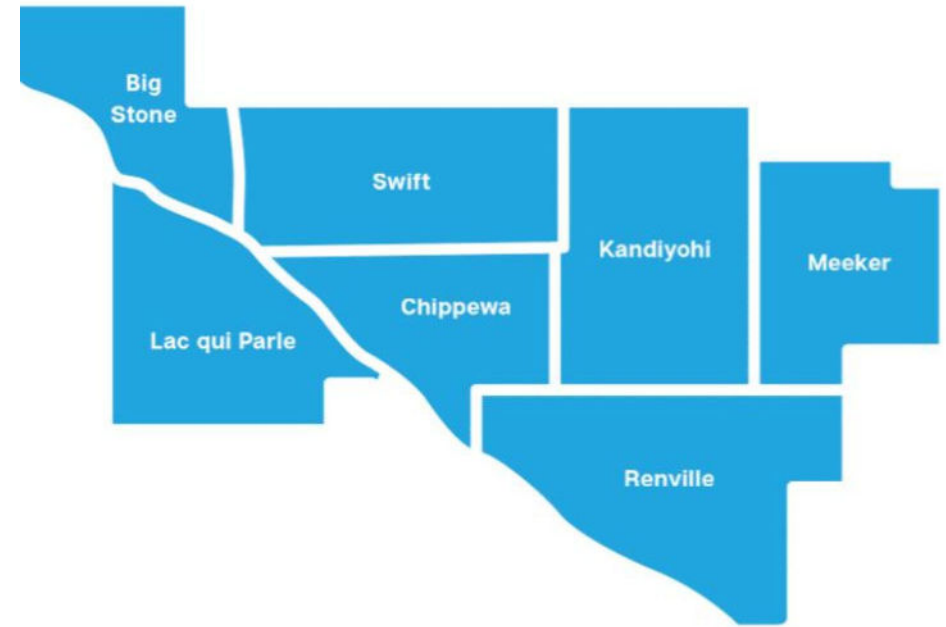 Big
Stone
Swift
Kandiyohi
Meeker
Chippewa
Lac qui Parle
Renville